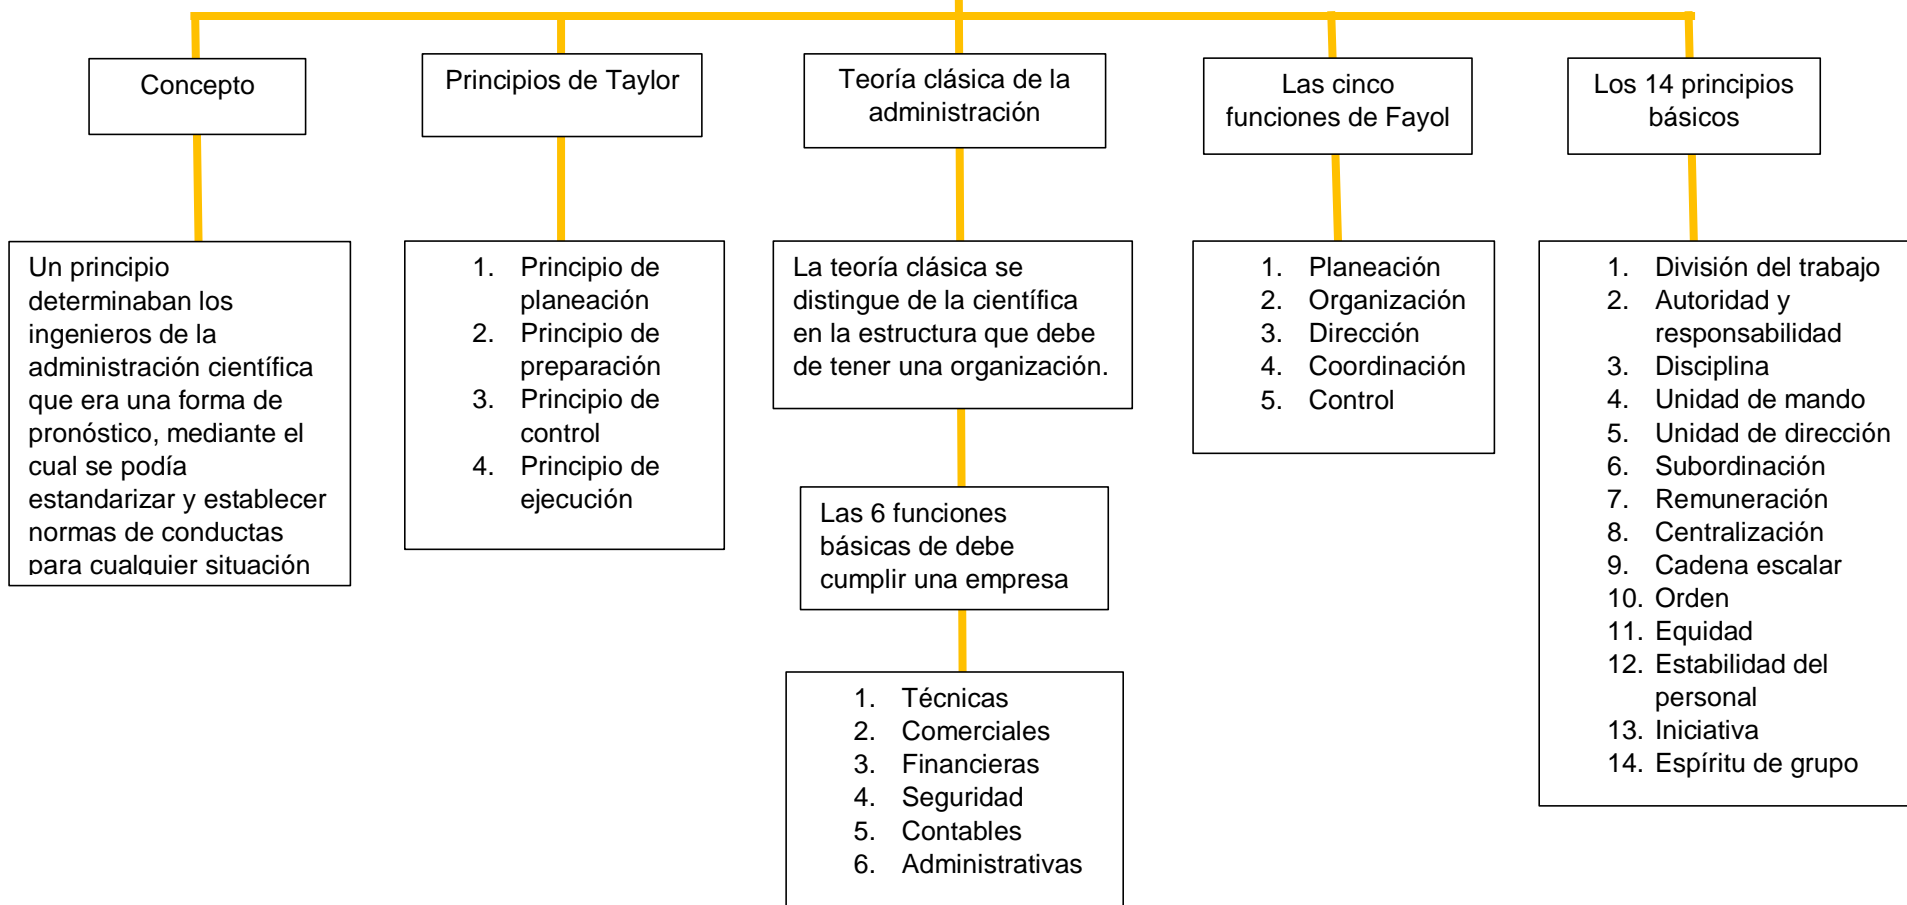 Concepto
Un principio
determinaban los
ingenieros de la
administración científica
que era una forma de
pronóstico, mediante el
cual se podía
estandarizar y establecer
normas de conductas
para cualquier situación
Principios de Taylor
1. Principio de
planeación
2. Principio de
preparación
3. Principio de
control
4. Principio de
ejecución
Teoría clásica de la
administración
La teoría clásica se
distingue de la científica
en la estructura que debe
de tener una organización.
Las 6 funciones
básicas de debe
cumplir una empresa
1. Técnicas
2. Comerciales
3. Financieras
4. Seguridad
5. Contables
6. Administrativas
Las cinco
funciones de Fayol
1. Planeación
2. Organización
3. Dirección
4. Coordinación
5. Control
Los 14 principios
básicos
1. División del trabajo
2. Autoridad y
responsabilidad
3. Disciplina
4. Unidad de mando
5. Unidad de dirección
6. Subordinación
7. Remuneración
8. Centralización
9. Cadena escalar
10. Orden
11. Equidad
12. Estabilidad del
personal
13. Iniciativa
14. Espíritu de grupo